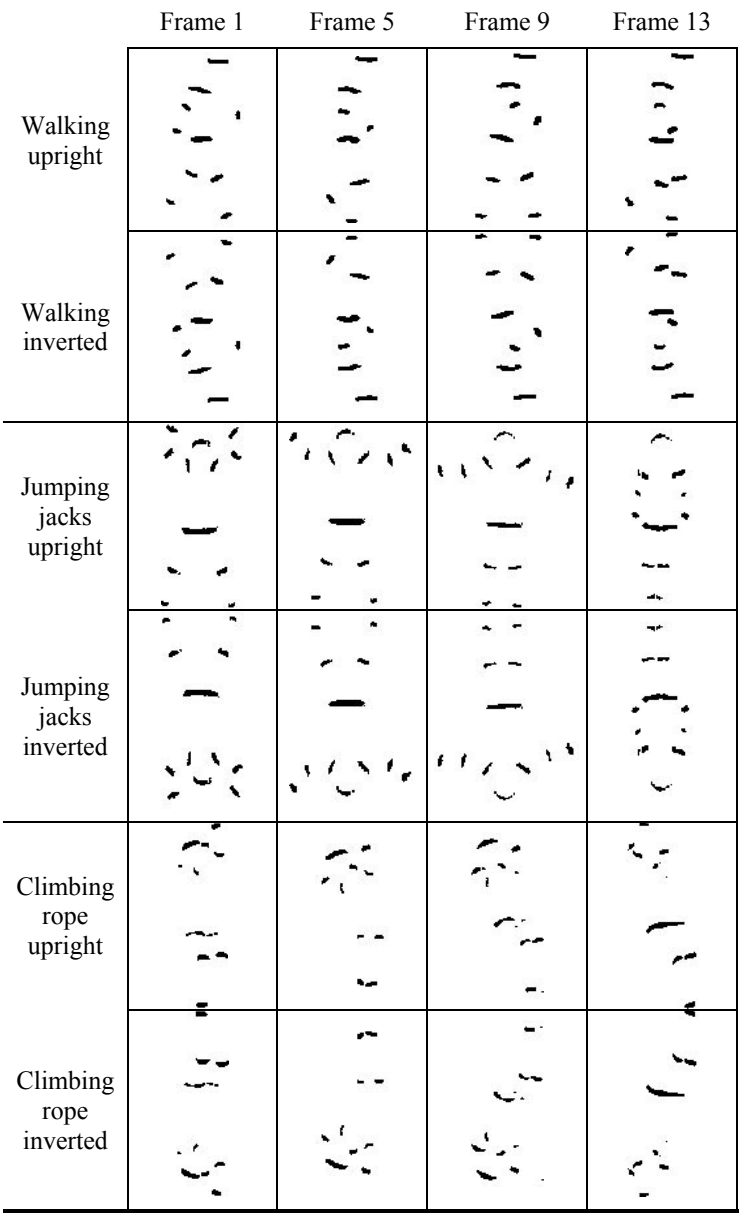 Frame 1 Frame 5 Frame 9 Frame 13
Walking
upright
Walking
inverted
Jumping
jacks
upright
Jumping
jacks
inverted
Climbing
rope
upright
Climbing
rope
inverted